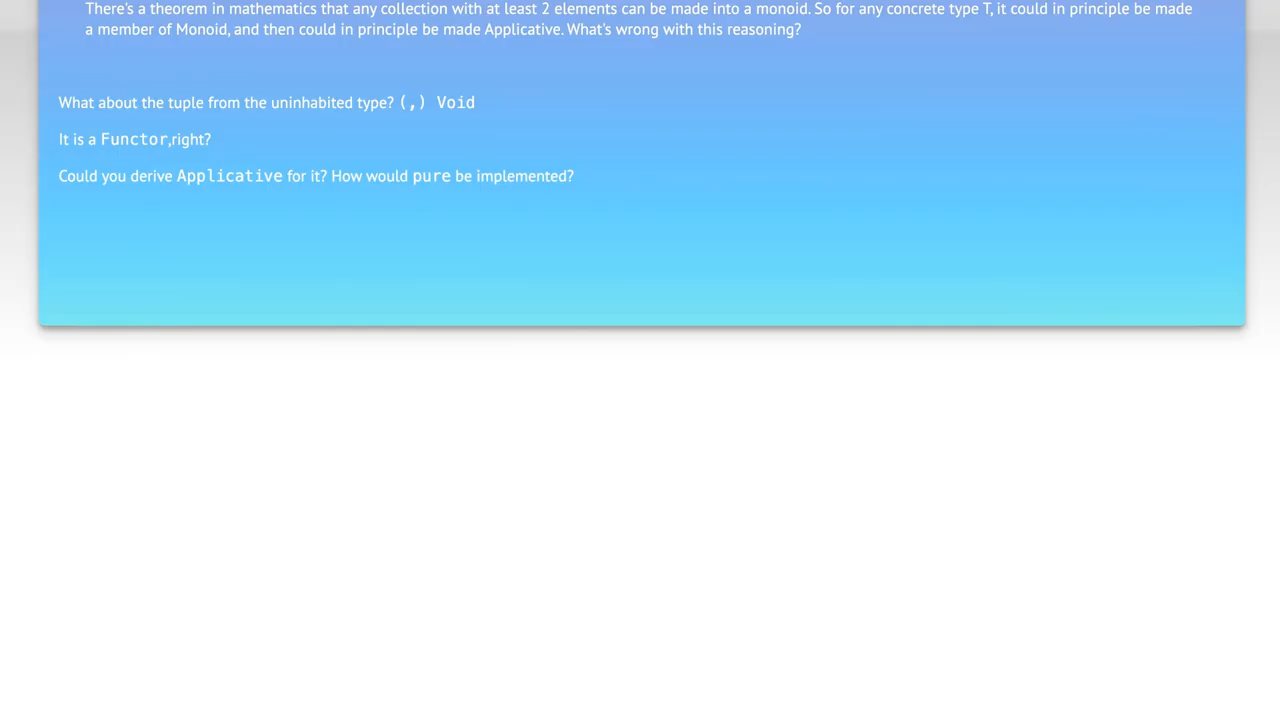 There's a theorem in mathematics that any collection with at least 2 elements can be made into a monoid. So for any concrete type T, it could in principle be made
a member of Monoid, and then could in principle be made Applicative. What's wrong with this reasoning?
What about the tuple from the uninhabited type? (,) Void
It is a Functor,right?
Could you derive Applicative for it? How would pure be implemented?